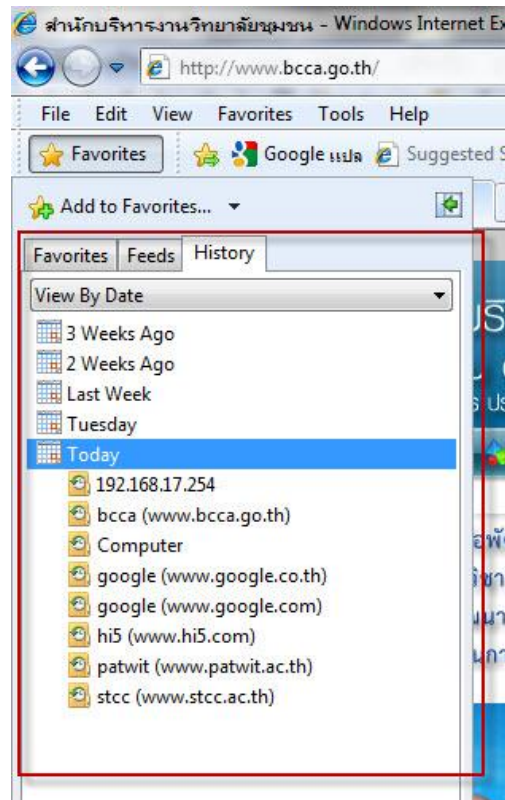 สำนักบริหารงานวิทยาลัยชุมชน - Windows Internet Ex
http://www.bcca.go.th/
File Edit View Favorites Tools Help
Favorites Google แปล Suggested S
Add to Favorites...
Favorites Feeds History
View By Date
3 Weeks Ago
2 Weeks Ago
Last Week
Tuesday
Today
192.168.17.254
bcca (www.bcca.go.th)
Computer
google (www.google.co.th)
google (www.google.com)
hi5 (www.hi5.com)
patwit (www.patwit.ac.th)
stcc (www.stcc.ac.th)